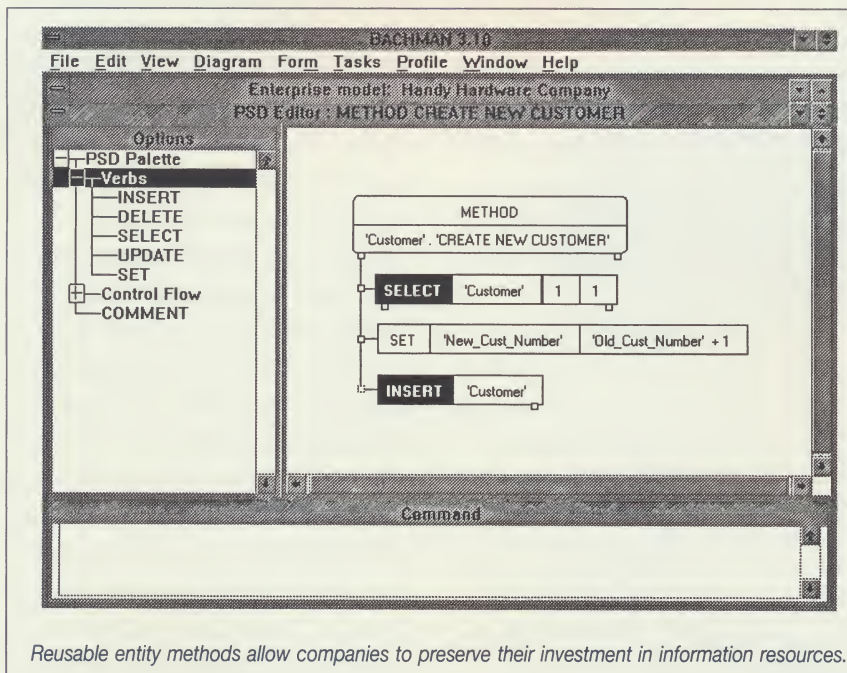 BACHMAN 3.10
File Edit View Diagram Form Tasks Profile Window Help
Enterprise model: Handy Hardware Company
PSD Editor : METHOD CREATE NEW CUSTOMER
Options
PSD Palette
Verbs
INSERT
DELETE
SELECT
UPDATE
SET
Control Flow
COMMENT
METHOD
'Customer' . 'CREATE NEW CUSTOMER'
SELECT 'Customer' 1 1
SET 'New_Cust_Number' 'Old_Cust_Number' + 1
INSERT 'Customer'
Command
Reusable entity methods allow companies to preserve their investment in information resources.